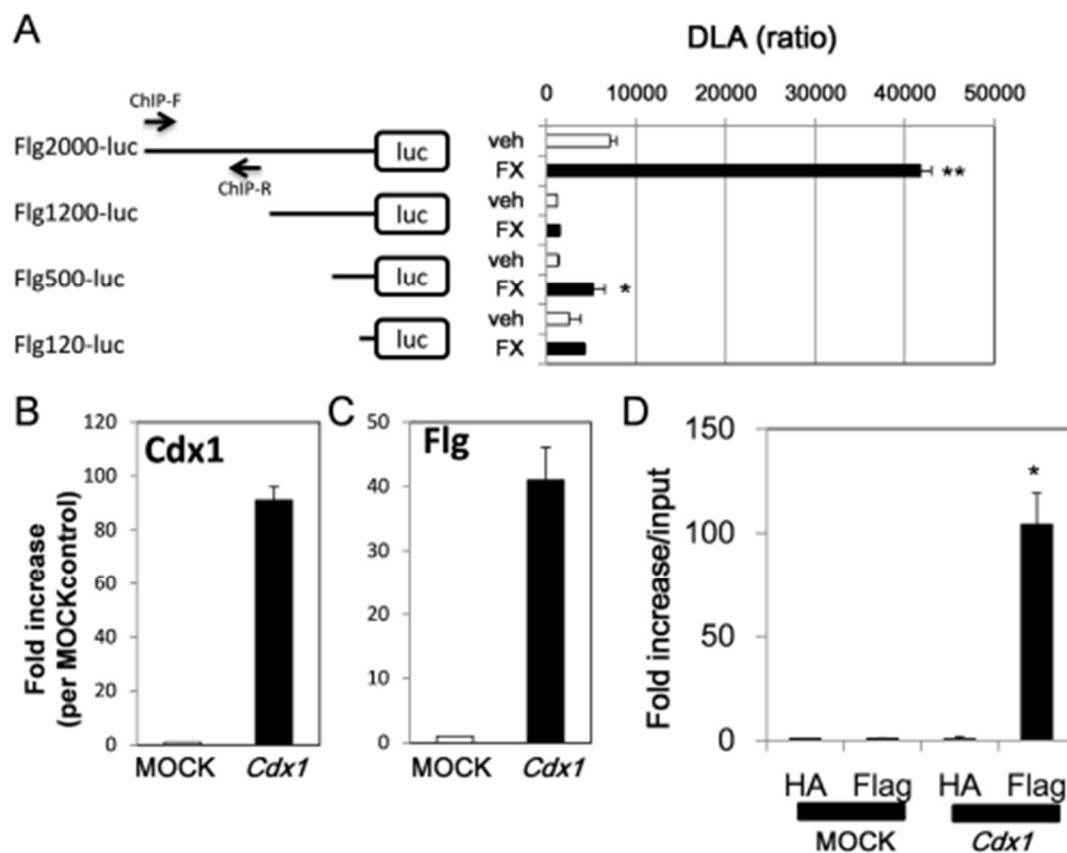 A
DLA (ratio)
0 10000 20000 30000 40000 50000
ChIP-F
Flg2000-luc
luc
veh
FX
**
ChIP-R
Flg1200-luc
luc
veh
FX
Flg500-luc
luc
veh
FX
*
Flg120-luc
luc
veh
FX
B
Cdx1
Fold increase
(per MOCKcontrol)
120
100
80
60
40
20
0
MOCK Cdx1
C
Flg
50
40
30
20
10
0
MOCK Cdx1
D
Fold increase/input
150
100
50
0
*
HA Flag HA Flag
MOCK Cdx1